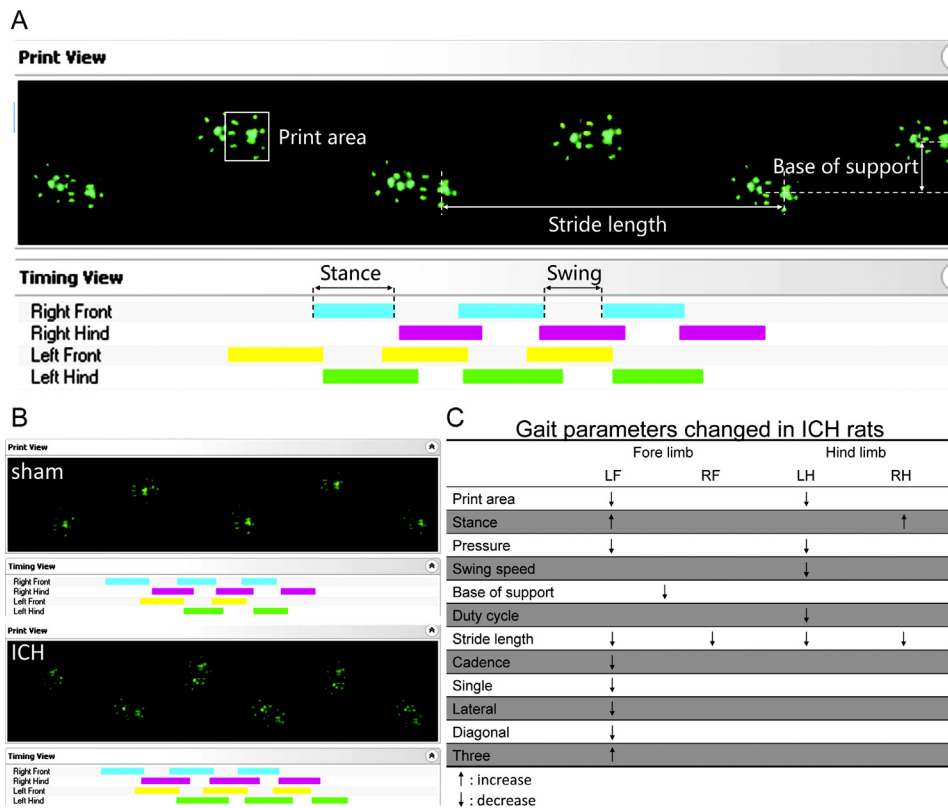 A
Print View
Print area
Base of support
Stride length
Timing View
Stance
Swing
Right Front
Right Hind
Left Front
Left Hind
B
Print View
sham
Timing View
Right Front
Right Hind
Left Front
Left Hind
Print View
ICH
Timing View
Right Front
Right Hind
Left Front
Left Hind
C
Gait parameters changed in ICH rats
Fore limb Hind limb
LF RF LH RH
Print area ↓ ↓
Stance ↑ ↑
Pressure ↓ ↓
Swing speed ↓
Base of support ↓
Duty cycle ↓
Stride length ↓ ↓ ↓ ↓
Cadence ↓
Single ↓
Lateral ↓
Diagonal ↓
Three ↑
↑ : increase
↓ : decrease